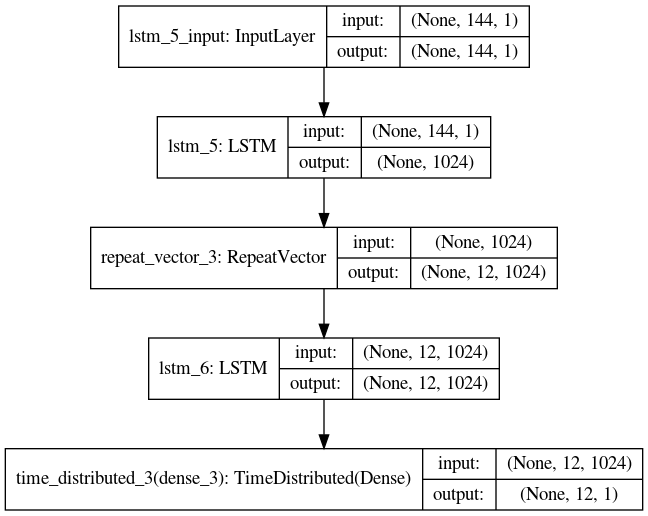 lstm_5_input: InputLayer
input:
(None, 144, 1)
output:
(None, 144, 1)
lstm_5: LSTM
input:
(None, 144, 1)
output:
(None, 1024)
repeat_vector_3: RepeatVector
input:
(None, 1024)
output:
(None, 12, 1024)
lstm_6: LSTM
input:
(None, 12, 1024)
output:
(None, 12, 1024)
time_distributed_3(dense_3): TimeDistributed(Dense)
input:
(None, 12, 1024)
output:
(None, 12, 1)